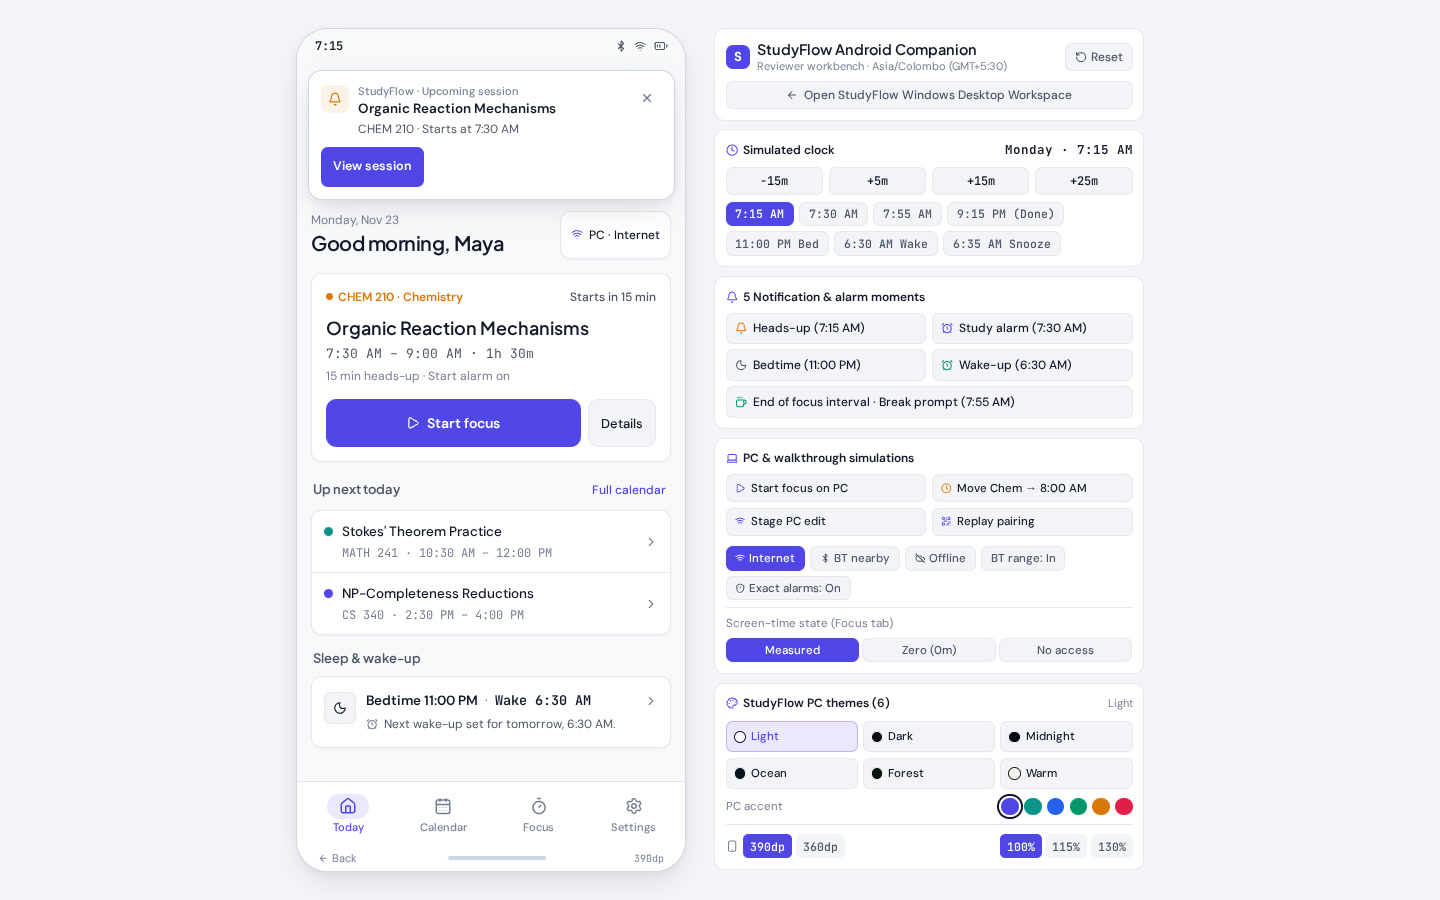 7:15
StudyFlow · Upcoming session
Organic Reaction Mechanisms
CHEM 210 · Starts at 7:30 AM
View session
Monday, Nov 23
Good morning, Maya
PC · Internet
CHEM 210 · Chemistry
Starts in 15 min
Organic Reaction Mechanisms
7:30 AM – 9:00 AM · 1h 30m
15 min heads-up · Start alarm on
Start focus
Details
Up next today
Full calendar
Stokes' Theorem Practice
MATH 241 · 10:30 AM – 12:00 PM
NP-Completeness Reductions
CS 340 · 2:30 PM – 4:00 PM
Sleep & wake-up
Bedtime 11:00 PM · Wake 6:30 AM
Next wake-up set for tomorrow, 6:30 AM.
Today
Calendar
Focus
Settings
← Back
390dp
S
StudyFlow Android Companion
Reviewer workbench · Asia/Colombo (GMT+5:30)
Reset
← Open StudyFlow Windows Desktop Workspace
Simulated clock
Monday · 7:15 AM
-15m
+5m
+15m
+25m
7:15 AM
7:30 AM
7:55 AM
9:15 PM (Done)
11:00 PM Bed
6:30 AM Wake
6:35 AM Snooze
5 Notification & alarm moments
Heads-up (7:15 AM)
Study alarm (7:30 AM)
Bedtime (11:00 PM)
Wake-up (6:30 AM)
End of focus interval · Break prompt (7:55 AM)
PC & walkthrough simulations
Start focus on PC
Move Chem → 8:00 AM
Stage PC edit
Replay pairing
Internet
BT nearby
Offline
BT range: In
Exact alarms: On
Screen-time state (Focus tab)
Measured
Zero (0m)
No access
StudyFlow PC themes (6)
Light
Light
Dark
Midnight
Ocean
Forest
Warm
PC accent
390dp
360dp
100%
115%
130%